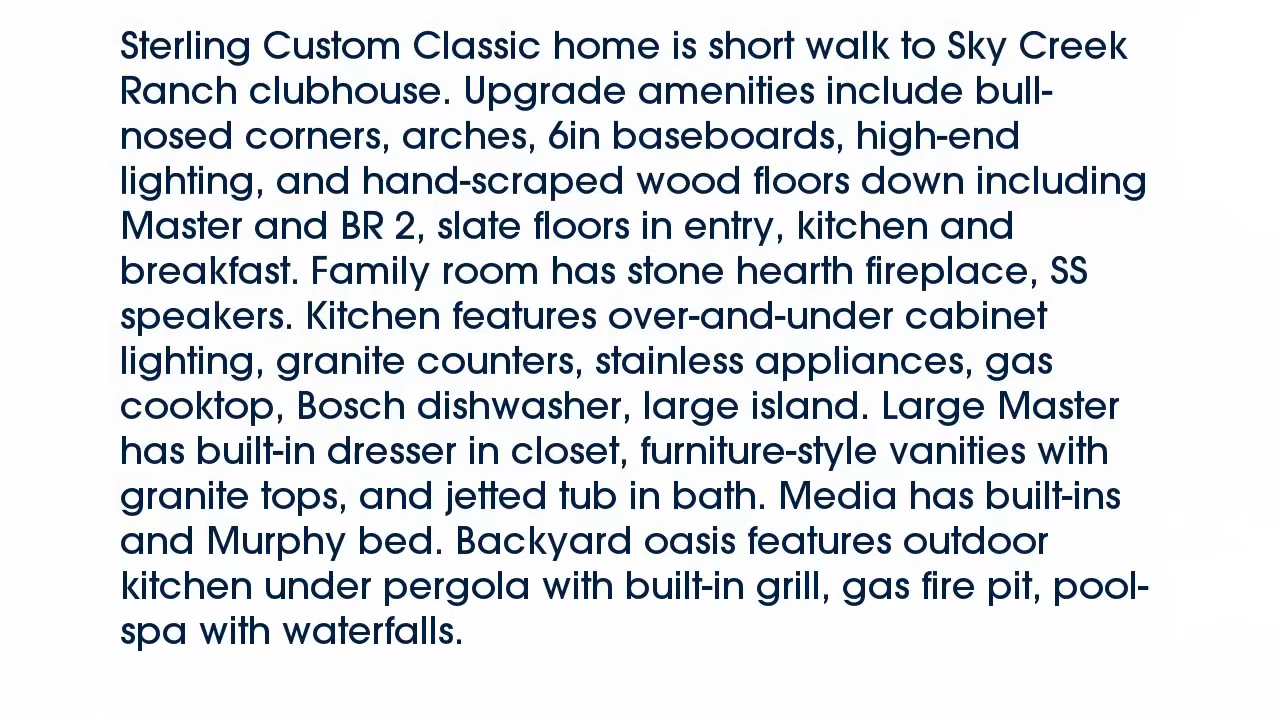 Sterling Custom Classic home is short walk to Sky Creek
Ranch clubhouse. Upgrade amenities include bull-
nosed corners, arches, 6in baseboards, high-end
lighting, and hand-scraped wood floors down including
Master and BR 2, slate floors in entry, kitchen and
breakfast. Family room has stone hearth fireplace, SS
speakers. Kitchen features over-and-under cabinet
lighting, granite counters, stainless appliances, gas
cooktop, Bosch dishwasher, large island. Large Master
has built-in dresser in closet, furniture-style vanities with
granite tops, and jetted tub in bath. Media has built-ins
and Murphy bed. Backyard oasis features outdoor
kitchen under pergola with built-in grill, gas fire pit, pool-
spa with waterfalls.